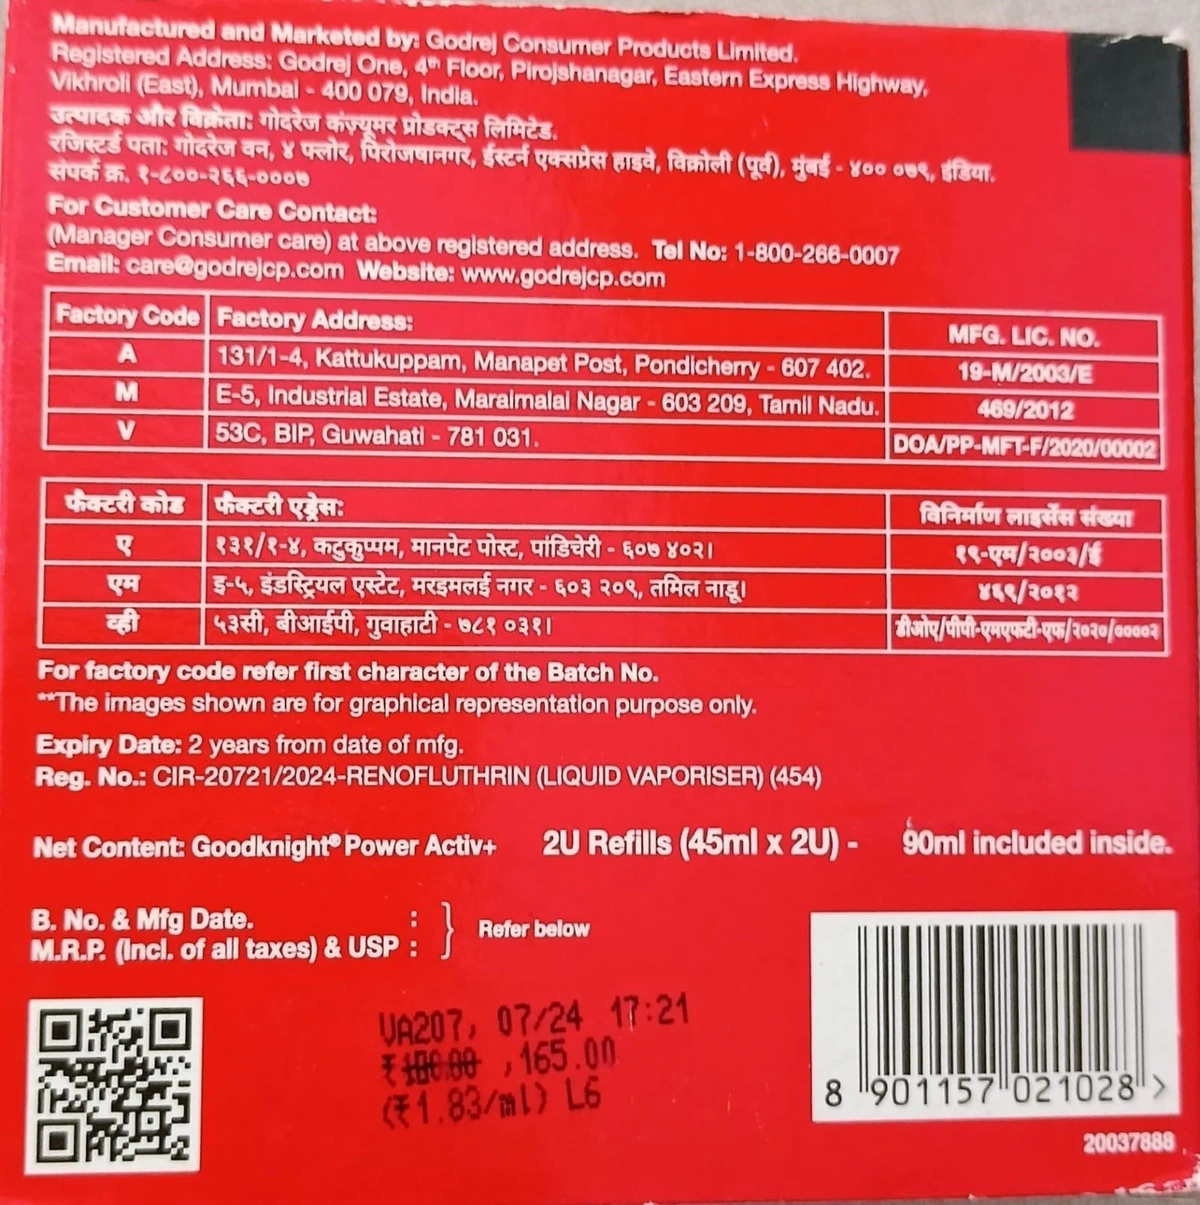 Manufactured and Marketed by: Godrej Consumer Products Limited.
Registered Address: Godrej One, 4th Floor, Pirojshanagar, Eastern Express Highway,
Vikhroli (East), Mumbai - 400 079, India.
उत्पादक और विक्रेता: गोदरेज कंज़्यूमर प्रोडक्ट्स लिमिटेड.
रजिस्टर्ड पता: गोदरेज वन, ४ फ्लोर, पिरोजषानगर, ईस्टर्न एक्सप्रेस हाइवे, विक्रोली (पूर्व), मुंबई - ४०० ०७९, इंडिया.
संपर्क क्र. १-८००-२६६-०००७
For Customer Care Contact:
(Manager Consumer care) at above registered address. Tel No: 1-800-266-0007
Email: care@godrejcp.com Website: www.godrejcp.com
Factory Code Factory Address: MFG. LIC. NO.
A 131/1-4, Kattukuppam, Manapet Post, Pondicherry - 607 402. 19-M/2003/E
M E-5, Industrial Estate, Maraimalai Nagar - 603 209, Tamil Nadu. 469/2012
V 53C, BIP, Guwahati - 781 031. DOA/PP-MFT-F/2020/00002
फॅक्टरी कोड फॅक्टरी एड्रेस: विनिर्माण लाइसेंस संख्या
ए १३१/१-४, कटुकुप्पम, मानपेट पोस्ट, पांडिचेरी - ६०७ ४०२। १९-एम/२००३/ई
एम इ-५, इंडस्ट्रियल एस्टेट, मरइमलई नगर - ६०३ २०९, तमिल नाडू। ४६९/२०१२
व्ही ५३सी, बीआईपी, गुवाहाटी - ७८१ ०३१। डीओए/पीपी-एमएफटी-एफ/२०२०/००००२
For factory code refer first character of the Batch No.
**The images shown are for graphical representation purpose only.
Expiry Date: 2 years from date of mfg.
Reg. No.: CIR-20721/2024-RENOFLUTHRIN (LIQUID VAPORISER) (454)
Net Content: Goodknight® Power Activ+ 2U Refills (45ml x 2U) - 90ml included inside.
B. No. & Mfg Date. :
M.R.P. (Incl. of all taxes) & USP : } Refer below
VA207, 07/24 17:21
₹ ,165.00
(₹1.83/ml) L6
8 901157 021028 >
20037888